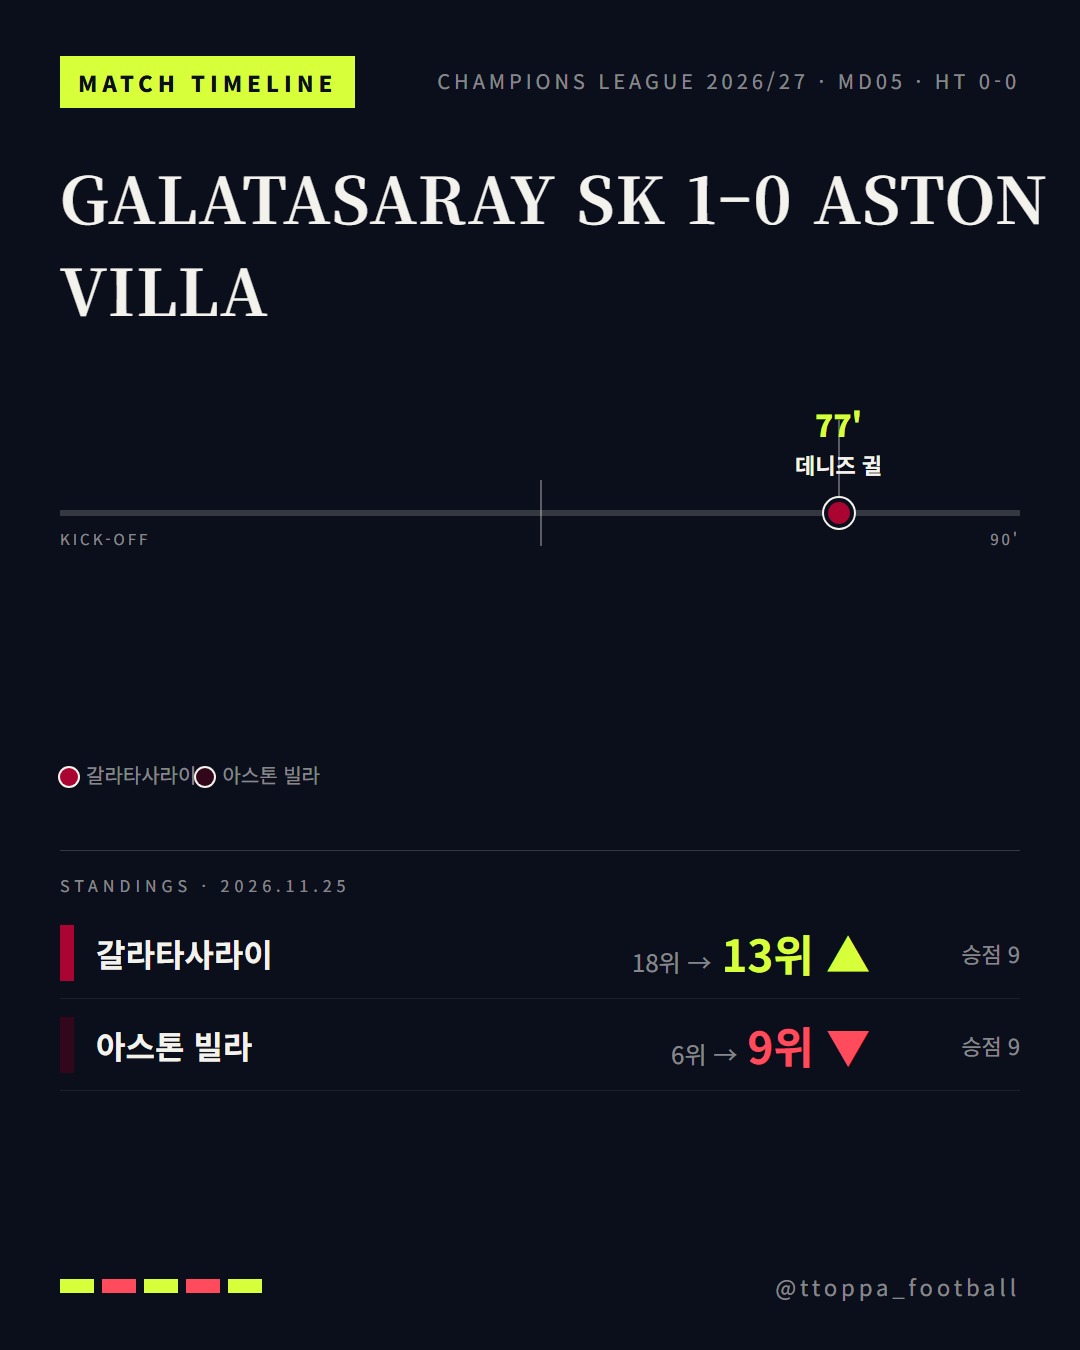 MATCH TIMELINE
CHAMPIONS LEAGUE 2026/27 · MD05 · HT 0-0
GALATASARAY SK 1–0 ASTON
VILLA
77'
데니즈 귈
KICK-OFF
90'
갈라타사라이 아스톤 빌라
STANDINGS · 2026.11.25
갈라타사라이 18위 → 13위 ▲ 승점 9
아스톤 빌라 6위 → 9위 ▼ 승점 9
@ttoppa_football